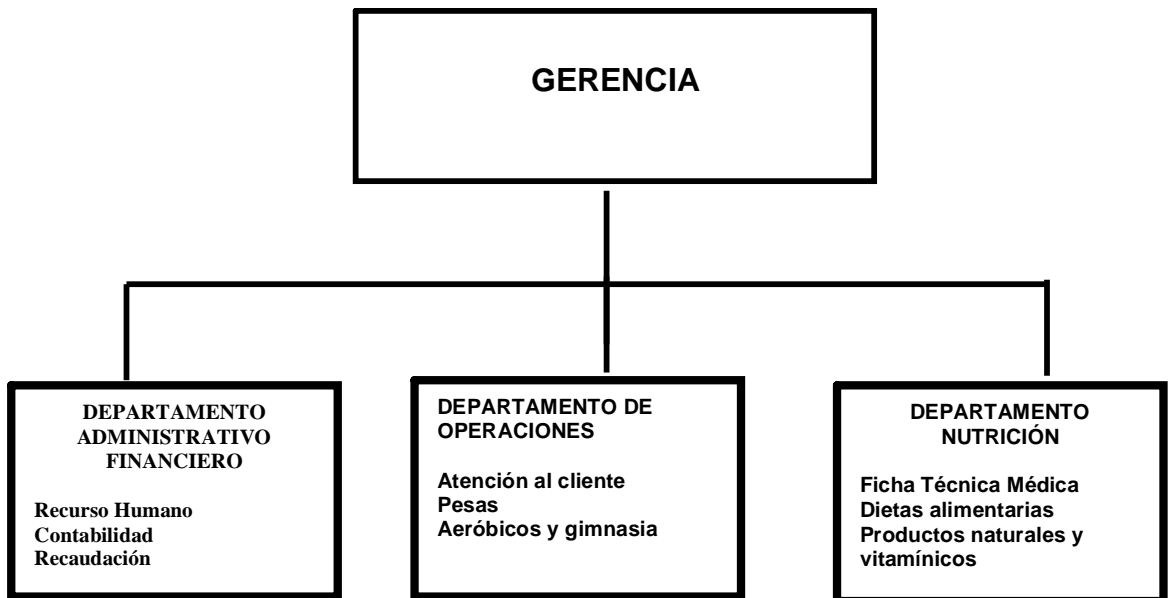 GERENCIA
DEPARTAMENTO
ADMINISTRATIVO
FINANCIERO
Recurso Humano
Contabilidad
Recaudación
DEPARTAMENTO DE
OPERACIONES
Atención al cliente
Pesas
Aeróbicos y gimnasia
DEPARTAMENTO
NUTRICIÓN
Ficha Técnica Médica
Dietas alimentarias
Productos naturales y
vitamínicos